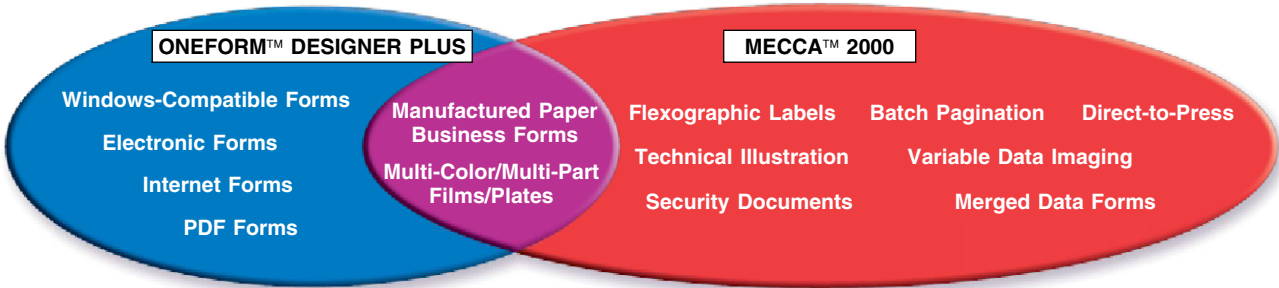 ONEFORM™ DESIGNER PLUS
Windows-Compatible Forms
Electronic Forms
Internet Forms
PDF Forms
Manufactured Paper
Business Forms
Multi-Color/Multi-Part
Films/Plates
MECCA™ 2000
Flexographic Labels
Batch Pagination
Direct-to-Press
Technical Illustration
Variable Data Imaging
Security Documents
Merged Data Forms